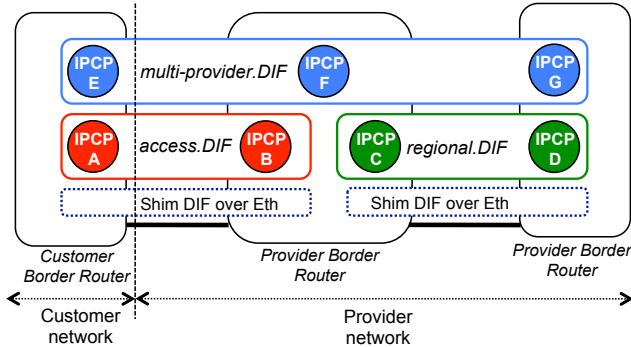 IPCP
E
multi-provider.DIF
IPCP
F
IPCP
G
IPCP
A
access.DIF
IPCP
B
IPCP
C
regional.DIF
IPCP
D
Shim DIF over Eth
Shim DIF over Eth
Customer
Border Router
Provider Border
Router
Provider Border
Router
Customer
network
Provider
network